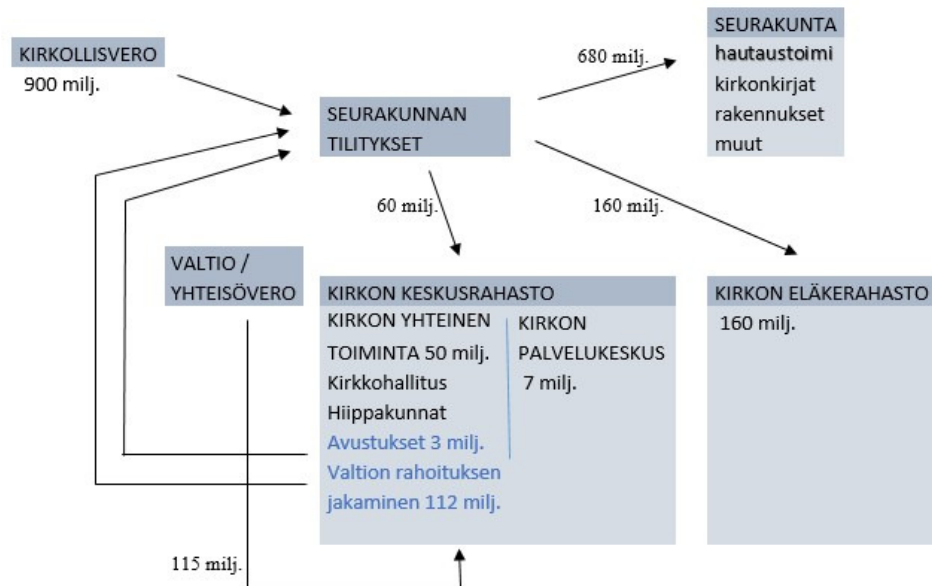 KIRKOLLISVERO
900 milj.
SEURAKUNNAN
TILITYKSET
680 milj.
SEURAKUNTA
hautaustoimi
kirkonkirjat
rakennukset
muut
60 milj.
160 milj.
VALTIO /
YHTEISÖVERO
115 milj.
KIRKON KESKUSRAHASTO
KIRKON YHTEINEN
TOIMINTA 50 milj.
Kirkkohallitus
Hiippakunnat
Avustukset 3 milj.
Valtion rahoituksen
jakaminen 112 milj.
KIRKON
PALVELUKESKUS
7 milj.
KIRKON ELÄKERAHASTO
160 milj.